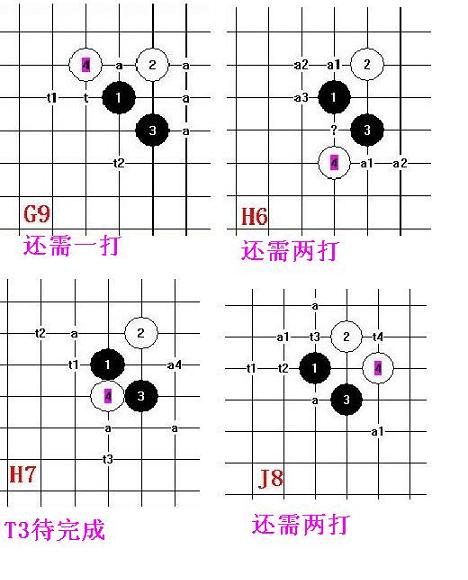 4 a 2 a
t1 t 1 a
3 a
t2
G9
还需一打
a2 a1 2
a3 1
? 3
4 a1 a2
H6
还需两打
t2 a 2
t1 1 a4
4 3
a a
t3
H7
T3待完成
a
a1 t3 2 t4
t1 t2 1 4
a 3
a1
J8
还需两打